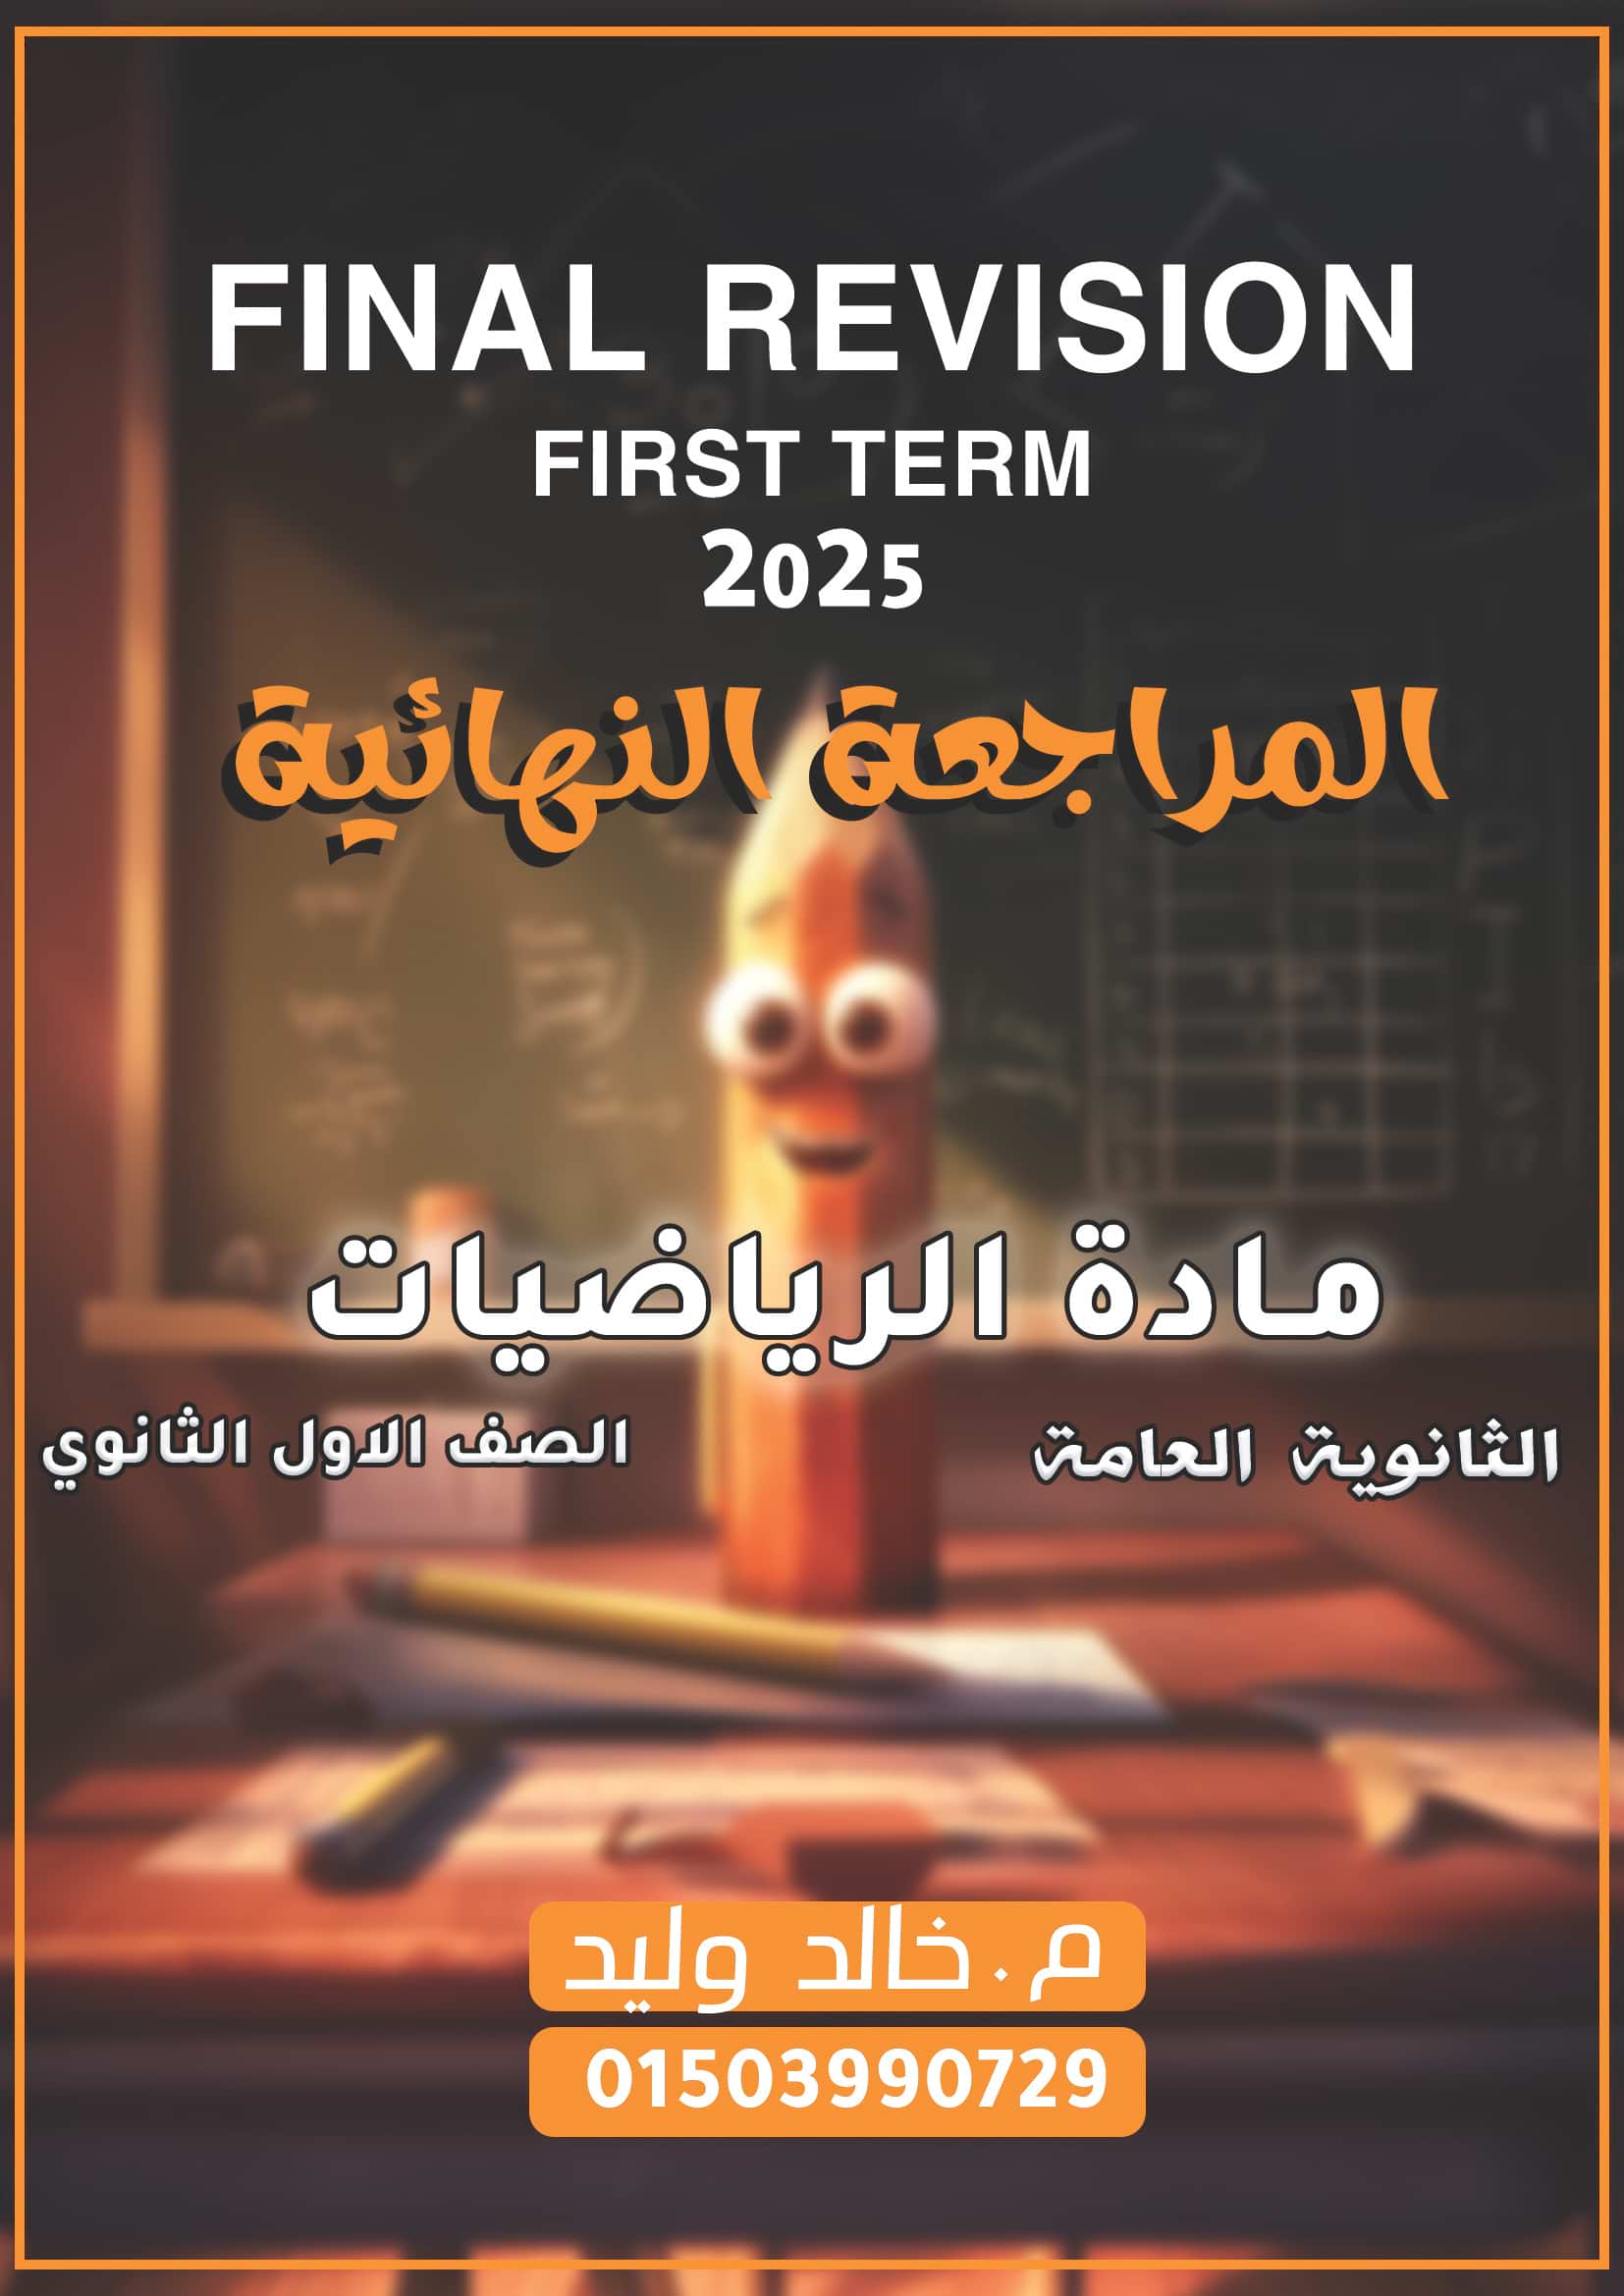 FINAL REVISION
FIRST TERM
2025
المراجعة النهائية
مادة الرياضيات
الثانوية العامة
الصف الاول الثانوي
م.خالد وليد
01503990729